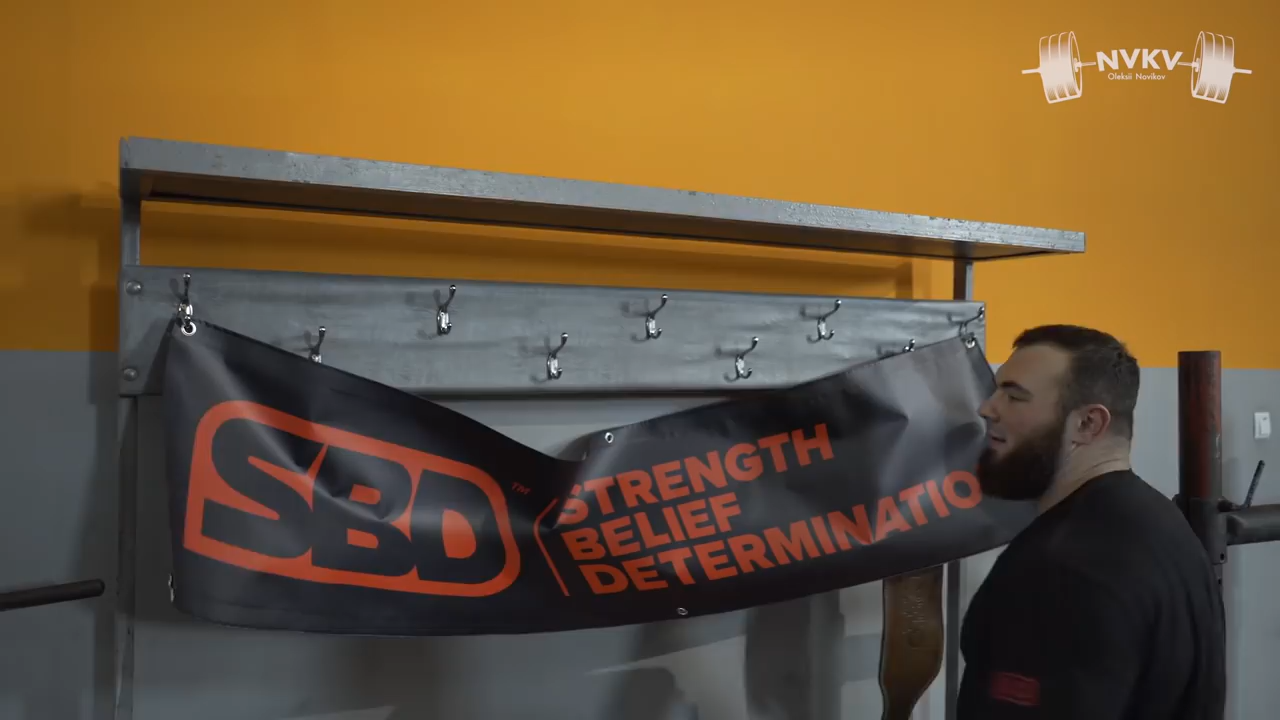 NVKV
Oleksii Novikov
SBD
TM
STRENGTH
BELIEF
DETERMINATIO